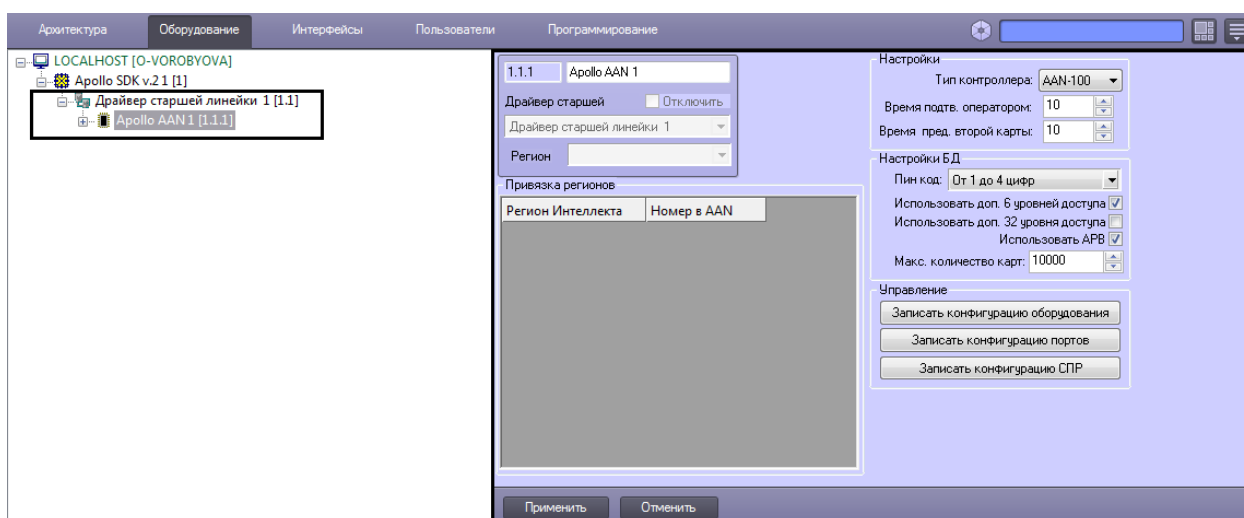 Архитектура
Оборудование
Интерфейсы
Пользователи
Программирование
LOCALHOST [O-VOROBYOVA]
Apollo SDK v.2 1 [1]
Драйвер старшей линейки 1 [1.1]
Apollo AAN 1 [1.1.1]
1.1.1
Apollo AAN 1
Драйвер старшей
Отключить
Драйвер старшей линейки 1
Регион
Привязка регионов
Регион Интеллекта
Номер в AAN
Настройки
Тип контроллера:
AAN-100
Время подтв. оператором:
10
Время пред. второй карты:
10
Настройки БД
Пин код:
От 1 до 4 цифр
Использовать доп. 6 уровней доступа
Использовать доп. 32 уровня доступа
Использовать APB
Макс. количество карт:
10000
Управление
Записать конфигурацию оборудования
Записать конфигурацию портов
Записать конфигурацию СПР
Применить
Отменить